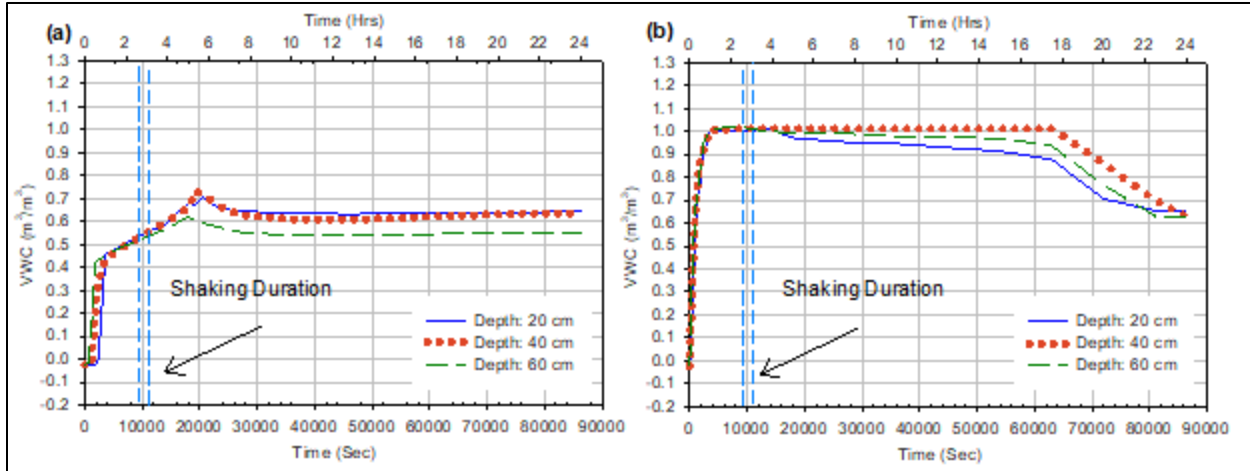 (a)
Time (Hrs)
0 2 4 5 6 8 10 12 14 16 18 20 22 24
1.3
1.2
1.1
1.0
0.9
0.8
0.7
0.6
0.5
0.4
0.3
0.2
0.1
0.0
-0.1
-0.2
VWC (m³/m³)
Shaking Duration
Depth: 20 cm
Depth: 40 cm
Depth: 60 cm
0 10000 20000 30000 40000 50000 60000 70000 80000 90000
Time (Sec)
(b)
Time (Hrs)
0 2 4 6 8 10 12 14 16 18 20 22 24
1.3
1.2
1.1
1.0
0.9
0.8
0.7
0.6
0.5
0.4
0.3
0.2
0.1
0.0
-0.1
-0.2
VWC (m³/m³)
Shaking Duration
Depth: 20 cm
Depth: 40 cm
Depth: 60 cm
0 10000 20000 30000 40000 50000 60000 70000 80000 90000
Time (Sec)